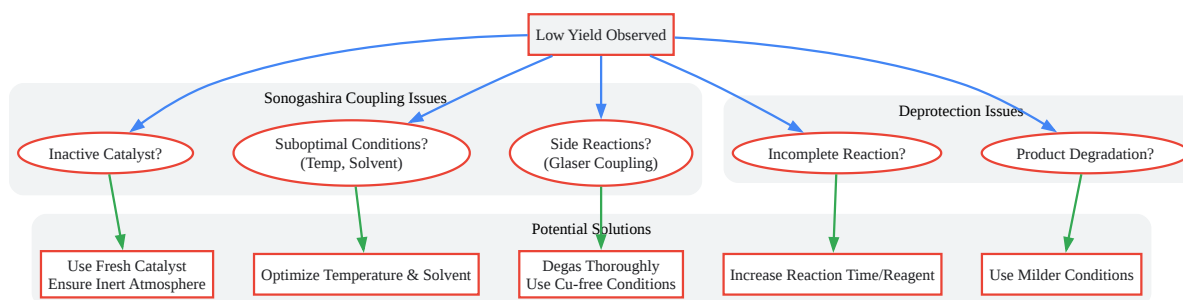 Low Yield Observed
Sonogashira Coupling Issues
Deprotection Issues
Inactive Catalyst?
Suboptimal Conditions?
(Temp, Solvent)
Side Reactions?
(Glaser Coupling)
Incomplete Reaction?
Product Degradation?
Potential Solutions
Use Fresh Catalyst
Ensure Inert Atmosphere
Optimize Temperature & Solvent
Degas Thoroughly
Use Cu-free Conditions
Increase Reaction Time/Reagent
Use Milder Conditions